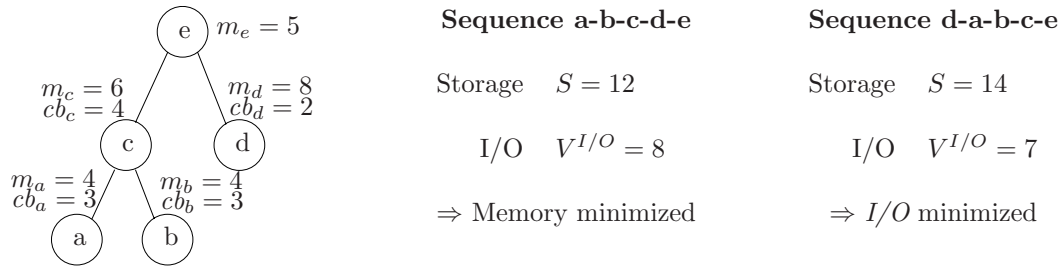 e
m_e = 5
m_c = 6
cb_c = 4
m_d = 8
cb_d = 2
c
d
m_a = 4
cb_a = 3
m_b = 4
cb_b = 3
a
b
Sequence a-b-c-d-e
Storage S = 12
I/O V^{I/O} = 8
⇒ Memory minimized
Sequence d-a-b-c-e
Storage S = 14
I/O V^{I/O} = 7
⇒ I/O minimized